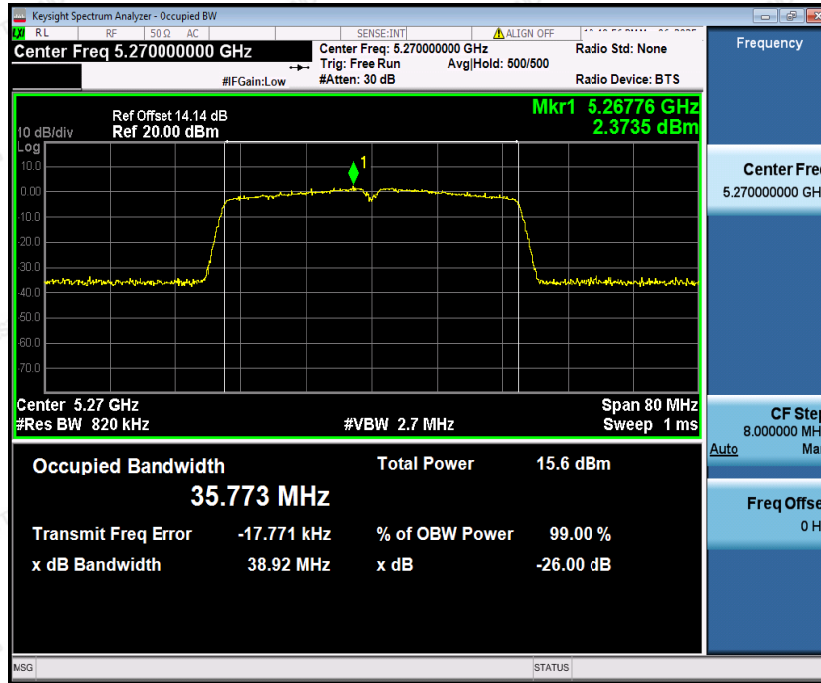 Keysight Spectrum Analyzer - Occupied BW
LXI RL RF 50 Ω AC SENSE:INT ALIGN OFF
Center Freq 5.270000000 GHz
Center Freq: 5.270000000 GHz Radio Std: None
Trig: Free Run Avg|Hold: 500/500
#IFGain:Low #Atten: 30 dB Radio Device: BTS
Frequency
Ref Offset 14.14 dB Mkr1 5.26776 GHz
10 dB/div Ref 20.00 dBm 2.3735 dBm
Log
10.0
1
0.00
-10.0
-20.0
-30.0
-40.0
-50.0
-60.0
-70.0
Center 5.27 GHz Span 80 MHz
#Res BW 820 kHz #VBW 2.7 MHz Sweep 1 ms
Occupied Bandwidth Total Power 15.6 dBm
35.773 MHz
Transmit Freq Error -17.771 kHz % of OBW Power 99.00 %
x dB Bandwidth 38.92 MHz x dB -26.00 dB
Center Fre
5.270000000 GH
CF Step
8.000000 MH
Auto Ma
Freq Offse
0 H
MSG STATUS